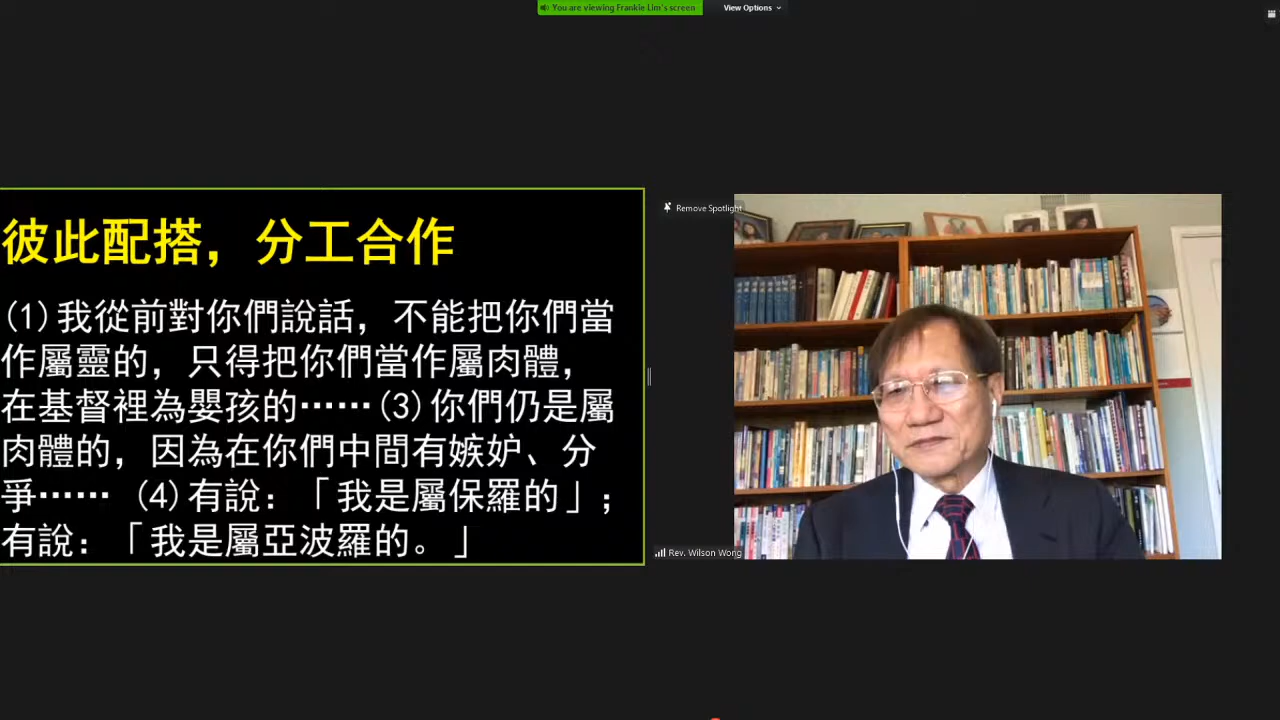 You are viewing Frankie Lim's screen
View Options
彼此配搭，分工合作
(1)我從前對你們說話，不能把你們當
作屬靈的，只得把你們當作屬肉體，
在基督裡為嬰孩的……(3)你們仍是屬
肉體的，因為在你們中間有嫉妒、分
爭…… (4)有說：「我是屬保羅的」；
有說：「我是屬亞波羅的。」
Remove Spotlight
Rev. Wilson Wong